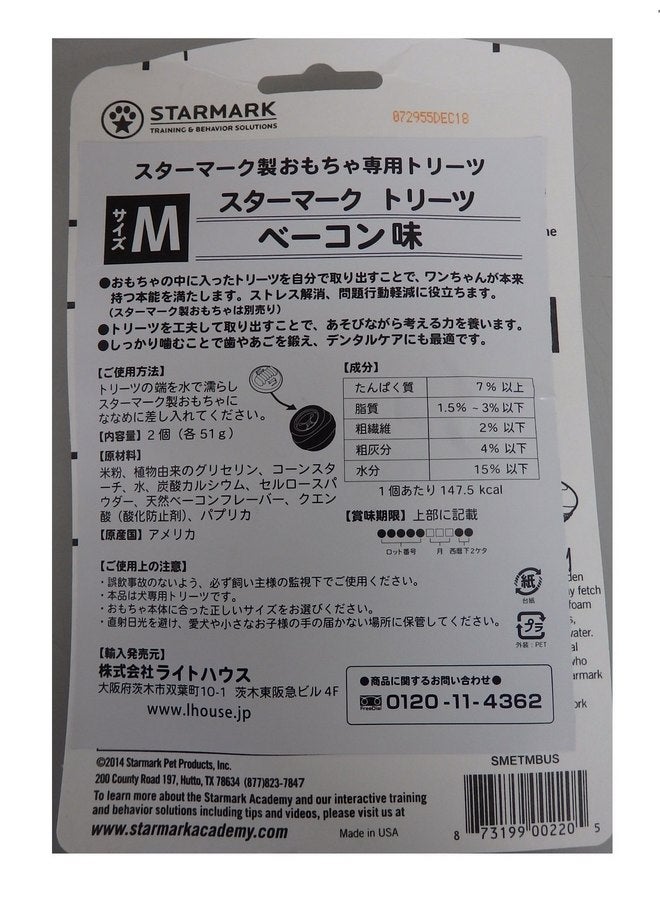 STARMARK
TRAINING & BEHAVIOR SOLUTIONS
072955DEC18
スターマーク製おもちゃ専用トリーツ
サイズ M
スターマーク トリーツ
ベーコン味
●おもちゃの中に入ったトリーツを自分で取り出すことで、ワンちゃんが本来
持つ本能を満たします。ストレス解消、問題行動軽減に役立ちます。
(スターマーク製おもちゃは別売り)
●トリーツを工夫して取り出すことで、あそびながら考える力を養います。
●しっかり噛むことで歯やあごを鍛え、デンタルケアにも最適です。
【ご使用方法】
トリーツの端を水で濡らし
スターマーク製おもちゃに
ななめに差し入れてください。
【内容量】2個（各51g）
【原材料】
米粉、植物由来のグリセリン、コーンスタ
ーチ、水、炭酸カルシウム、セルロースパ
ウダー、天然ベーコンフレーバー、クエン
酸（酸化防止剤）、パプリカ
【原産国】アメリカ
【成分】
たんぱく質 7% 以上
脂質 1.5% ~ 3% 以下
粗繊維 2% 以下
粗灰分 4% 以下
水分 15% 以下
1個あたり 147.5 kcal
【賞味期限】上部に記載
●●●●●□□□●●
ロット番号 月 西暦下2ケタ
【ご使用上の注意】
・誤飲事故のないよう、必ず飼い主様の監視下でご使用ください。
・本品は犬専用トリーツです。
・おもちゃ本体に合った正しいサイズをお選びください。
・直射日光を避け、愛犬や小さなお子様の手の届かない場所に保管してください。
紙
台紙
プラ
外装：PET
【輸入発売元】
株式会社ライトハウス
大阪府茨木市双葉町10-1 茨木東阪急ビル 4F
www.lhouse.jp
●商品に関するお問い合わせ●
FreeDial 0120-11-4362
ne
M
den
y fetch
foam
s,
water.
al
who
armark
ork
©2014 Starmark Pet Products, Inc.
200 County Road 197, Hutto, TX 78634 (877)823-7847
To learn more about the Starmark Academy and our interactive training
and behavior solutions including tips and videos, please visit us at
www.starmarkacademy.com
Made in USA
SMETMBUS
8 73199 00220 5